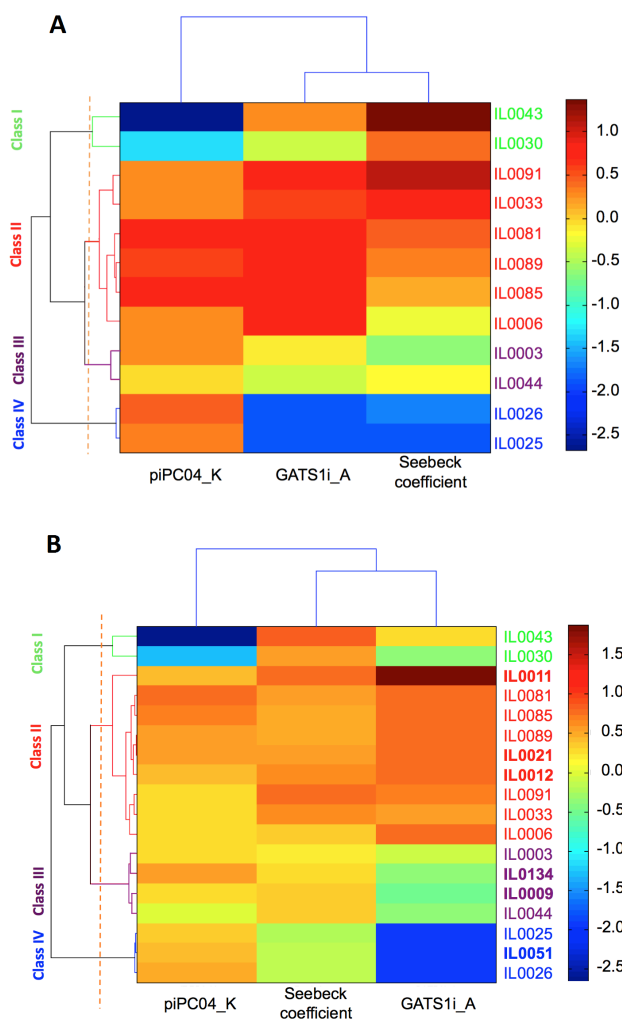 A
Class I
Class II
Class III
Class IV
IL0043
IL0030
IL0091
IL0033
IL0081
IL0089
IL0085
IL0006
IL0003
IL0044
IL0026
IL0025
1.0
0.5
0.0
-0.5
-1.0
-1.5
-2.0
-2.5
piPC04_K
GATS1i_A
Seebeck
coefficient
B
Class I
Class II
Class III
Class IV
IL0043
IL0030
IL0011
IL0081
IL0085
IL0089
IL0021
IL0012
IL0091
IL0033
IL0006
IL0003
IL0134
IL0009
IL0044
IL0025
IL0051
IL0026
1.5
1.0
0.5
0.0
-0.5
-1.0
-1.5
-2.0
-2.5
piPC04_K
Seebeck
coefficient
GATS1i_A